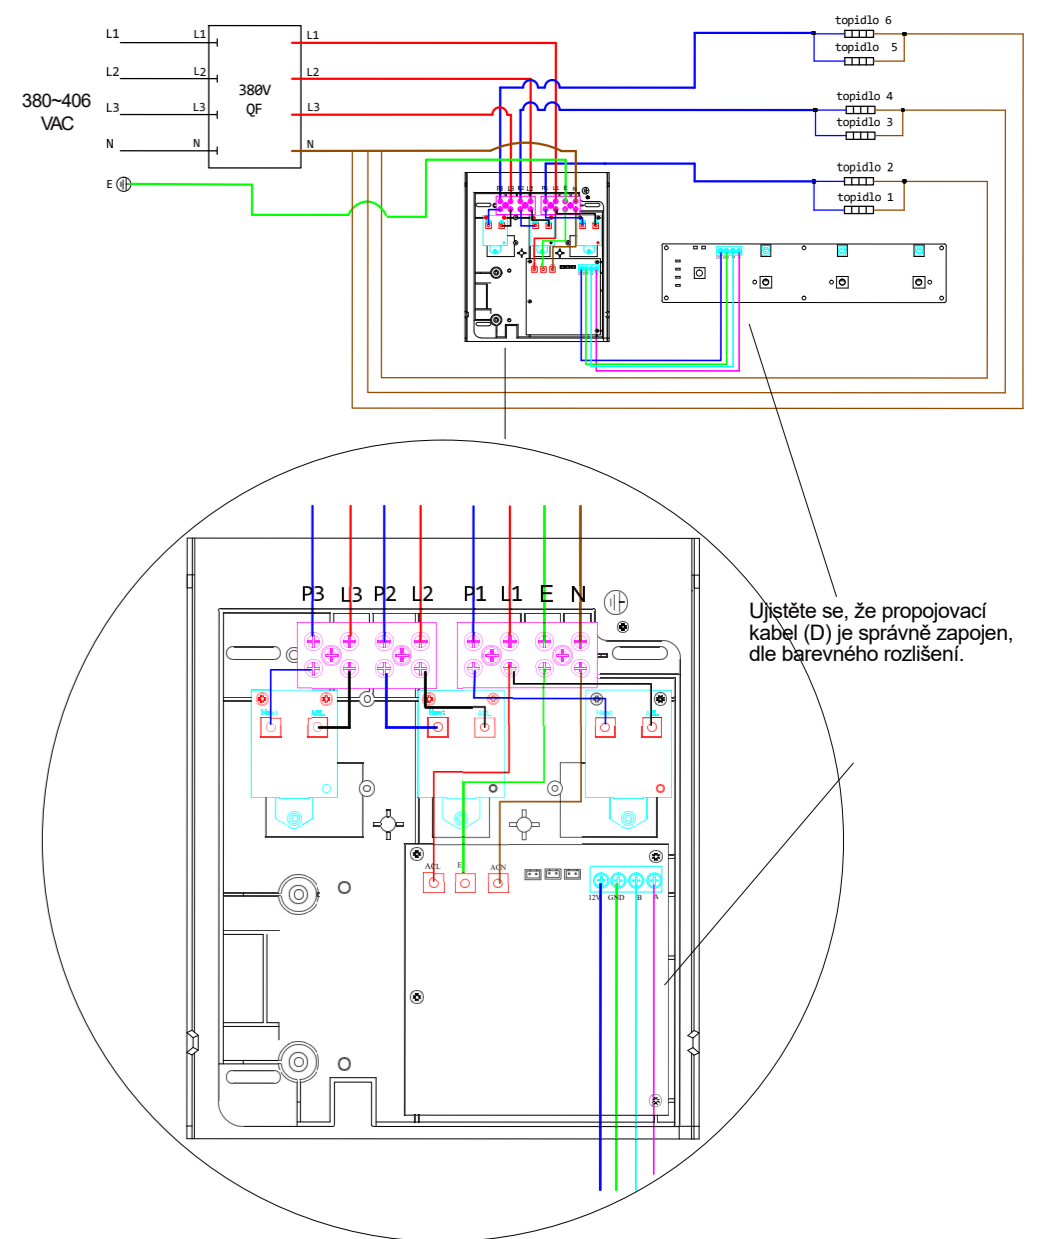 topidlo 6
L1
L1
L1
topidlo 5
L2
L2
L2
380V
QF
380~406
VAC
L3
L3
L3
topidlo 4
topidlo 3
N
N
N
topidlo 2
E
topidlo 1
P3 L3 P2 L2 P1 L1 E N
Ujistěte se, že propojovací
kabel (D) je správně zapojen,
dle barevného rozlišení.
ACL E ACN
12V GND B A